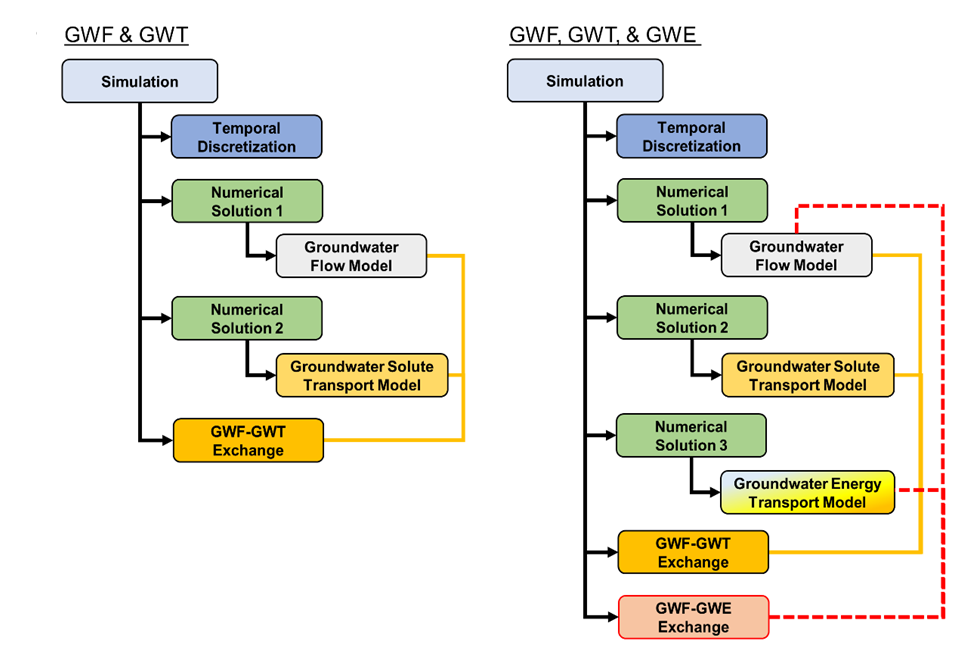 GWF & GWT
Simulation
Temporal
Discretization
Numerical
Solution 1
Groundwater
Flow Model
Numerical
Solution 2
Groundwater Solute
Transport Model
GWF-GWT
Exchange
GWF, GWT, & GWE
Simulation
Temporal
Discretization
Numerical
Solution 1
Groundwater
Flow Model
Numerical
Solution 2
Groundwater Solute
Transport Model
Numerical
Solution 3
Groundwater Energy
Transport Model
GWF-GWT
Exchange
GWF-GWE
Exchange